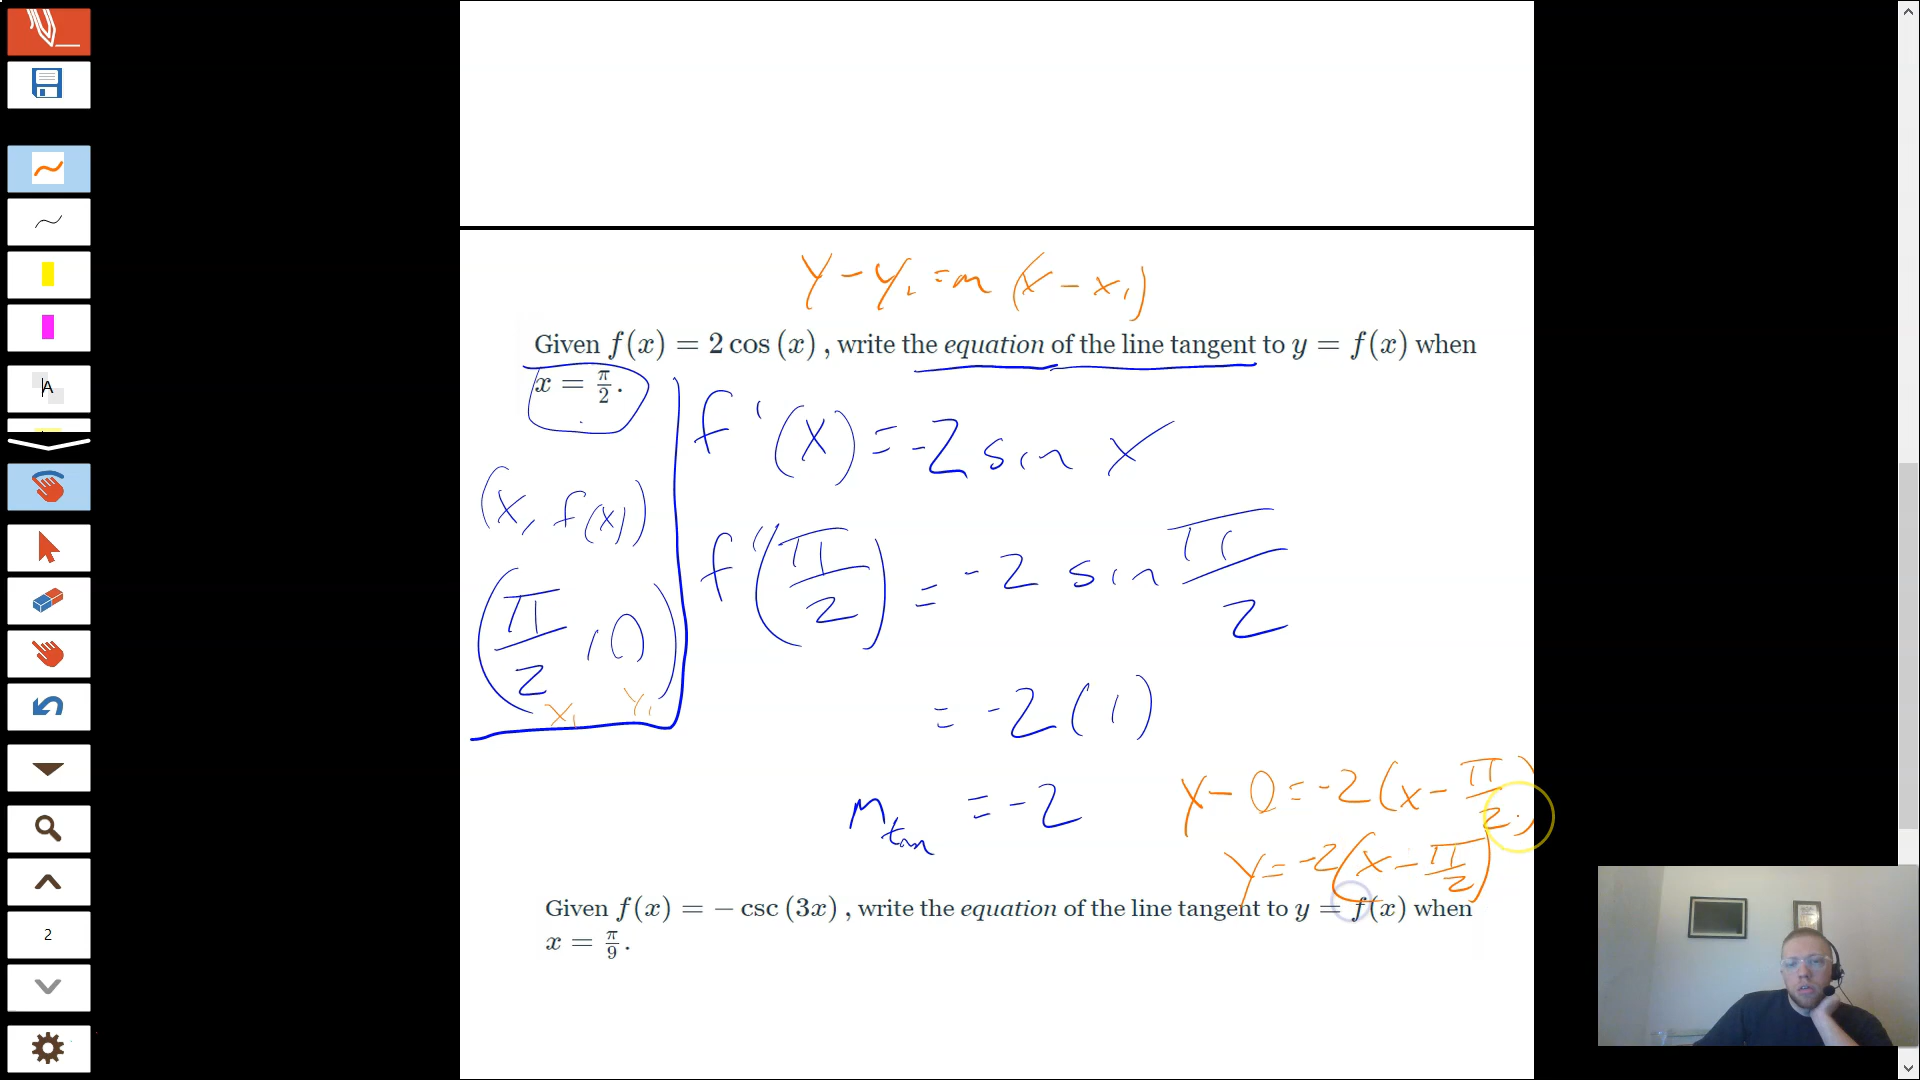 y - y₁ = m (x - x₁)
Given f(x) = 2 cos (x) , write the equation of the line tangent to y = f(x) when
x = π/2 .
f'(x) = -2 sin x
(x, f(x))
f'(π/2) = -2 sin π/2
(π/2, 0)
x₁ y₁
= -2(1)
m tan = -2
y - 0 = -2(x - π/2)
y = -2(x - π/2)
Given f(x) = − csc (3x) , write the equation of the line tangent to y = f(x) when
x = π/9 .
A
2